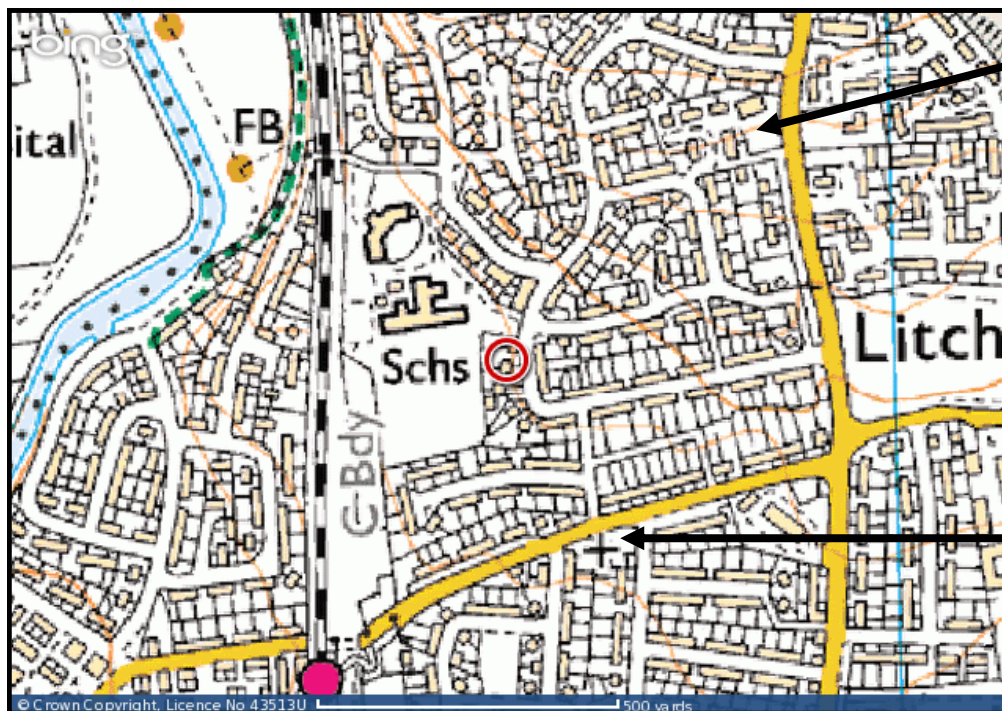 bing
FB
ital
Schs
Litch
C Bdy
© Crown Copyright. Licence No 43513U
500 yards